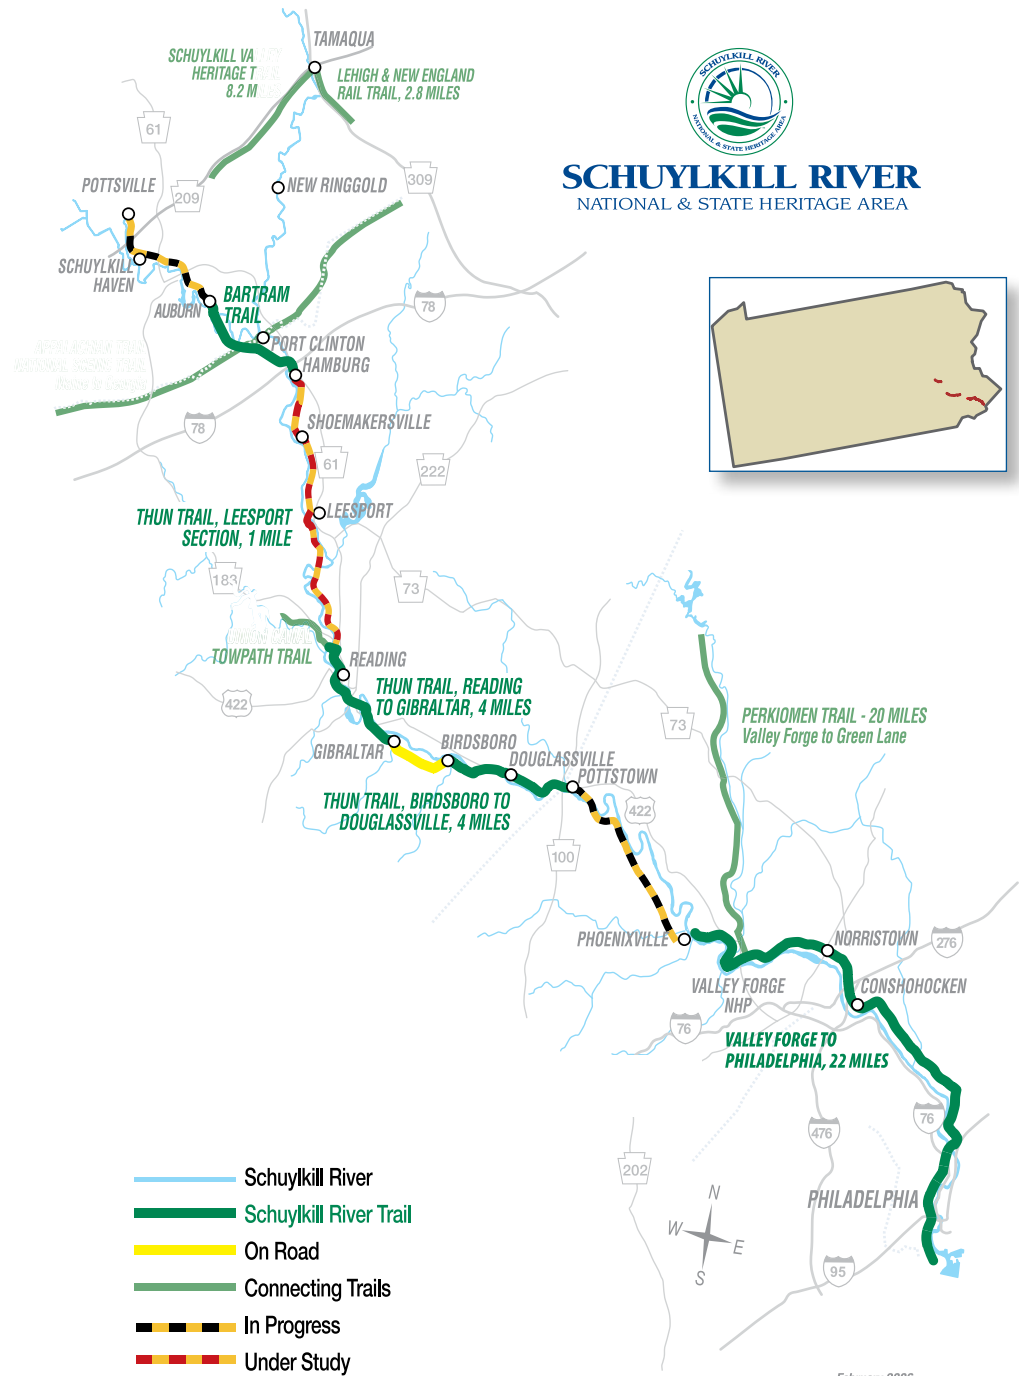 TAMAQUA
SCHUYLKILL VA
HERITAGE T
8.2 M
LEHIGH & NEW ENGLAND
RAIL TRAIL, 2.8 MILES
SCHUYLKILL RIVER
NATIONAL & STATE HERITAGE AREA
SCHUYLKILL RIVER
NATIONAL & STATE HERITAGE AREA
61
POTTSVILLE
209
NEW RINGGOLD
309
SCHUYLKILL
HAVEN
AUBURN
BARTRAM
TRAIL
78
PORT CLINTON
HAMBURG
78
SHOEMAKERSVILLE
61
222
THUN TRAIL, LEESPORT
SECTION, 1 MILE
LEESPORT
183
73
TOWPATH TRAIL
READING
422
THUN TRAIL, READING
TO GIBRALTAR, 4 MILES
73
PERKIOMEN TRAIL - 20 MILES
Valley Forge to Green Lane
GIBRALTAR
BIRDSBORO
DOUGLASSVILLE
POTTSTOWN
THUN TRAIL, BIRDSBORO TO
DOUGLASSVILLE, 4 MILES
422
100
PHOENIXVILLE
NORRISTOWN
276
VALLEY FORGE
NHP
CONSHOHOCKEN
76
VALLEY FORGE TO
PHILADELPHIA, 22 MILES
76
476
202
PHILADELPHIA
N
W
E
S
95
Schuylkill River
Schuylkill River Trail
On Road
Connecting Trails
In Progress
Under Study